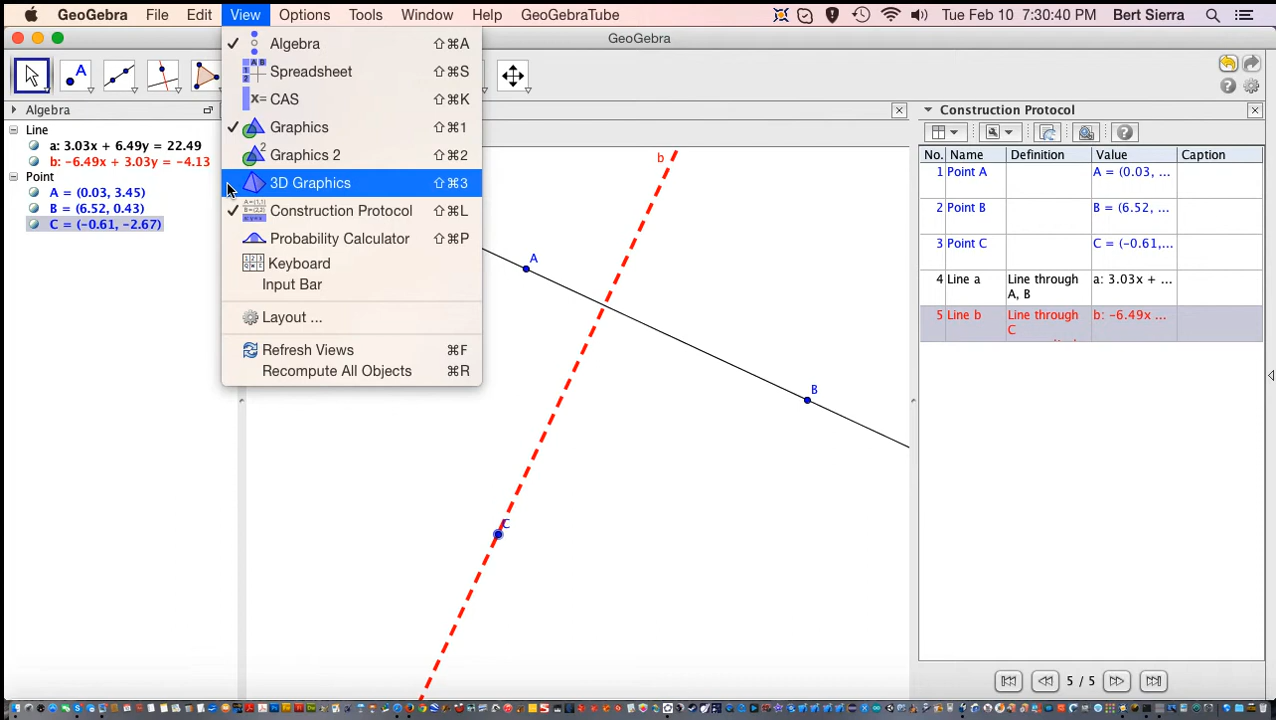 GeoGebra File Edit View Options Tools Window Help GeoGebraTube Tue Feb 10 7:30:40 PM Bert Sierra
GeoGebra
Algebra ⇧⌘A
Spreadsheet ⇧⌘S
CAS ⇧⌘K
Graphics ⇧⌘1
Graphics 2 ⇧⌘2
3D Graphics ⇧⌘3
Construction Protocol ⇧⌘L
Probability Calculator ⇧⌘P
Keyboard
Input Bar
Layout ...
Refresh Views ⌘F
Recompute All Objects ⌘R
Algebra
Line
a: 3.03x + 6.49y = 22.49
b: -6.49x + 3.03y = -4.13
Point
A = (0.03, 3.45)
B = (6.52, 0.43)
C = (-0.61, -2.67)
b
A
B
C
Construction Protocol
No. Name Definition Value Caption
1 Point A A = (0.03, ...
2 Point B B = (6.52, ...
3 Point C C = (-0.61,...
4 Line a Line through A, B a: 3.03x + ...
5 Line b Line through C b: -6.49x ...
5 / 5